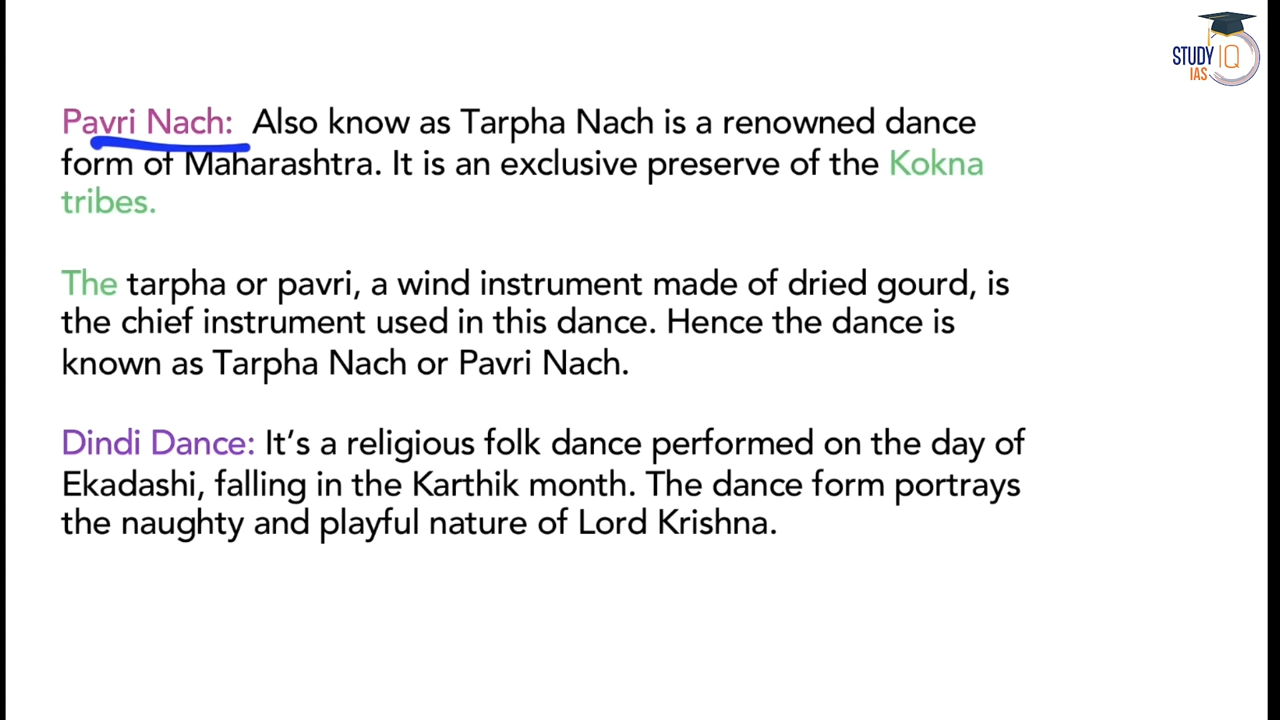 STUDY IQ
IAS
Pavri Nach: Also know as Tarpha Nach is a renowned dance
form of Maharashtra. It is an exclusive preserve of the Kokna
tribes.
The tarpha or pavri, a wind instrument made of dried gourd, is
the chief instrument used in this dance. Hence the dance is
known as Tarpha Nach or Pavri Nach.
Dindi Dance: It’s a religious folk dance performed on the day of
Ekadashi, falling in the Karthik month. The dance form portrays
the naughty and playful nature of Lord Krishna.